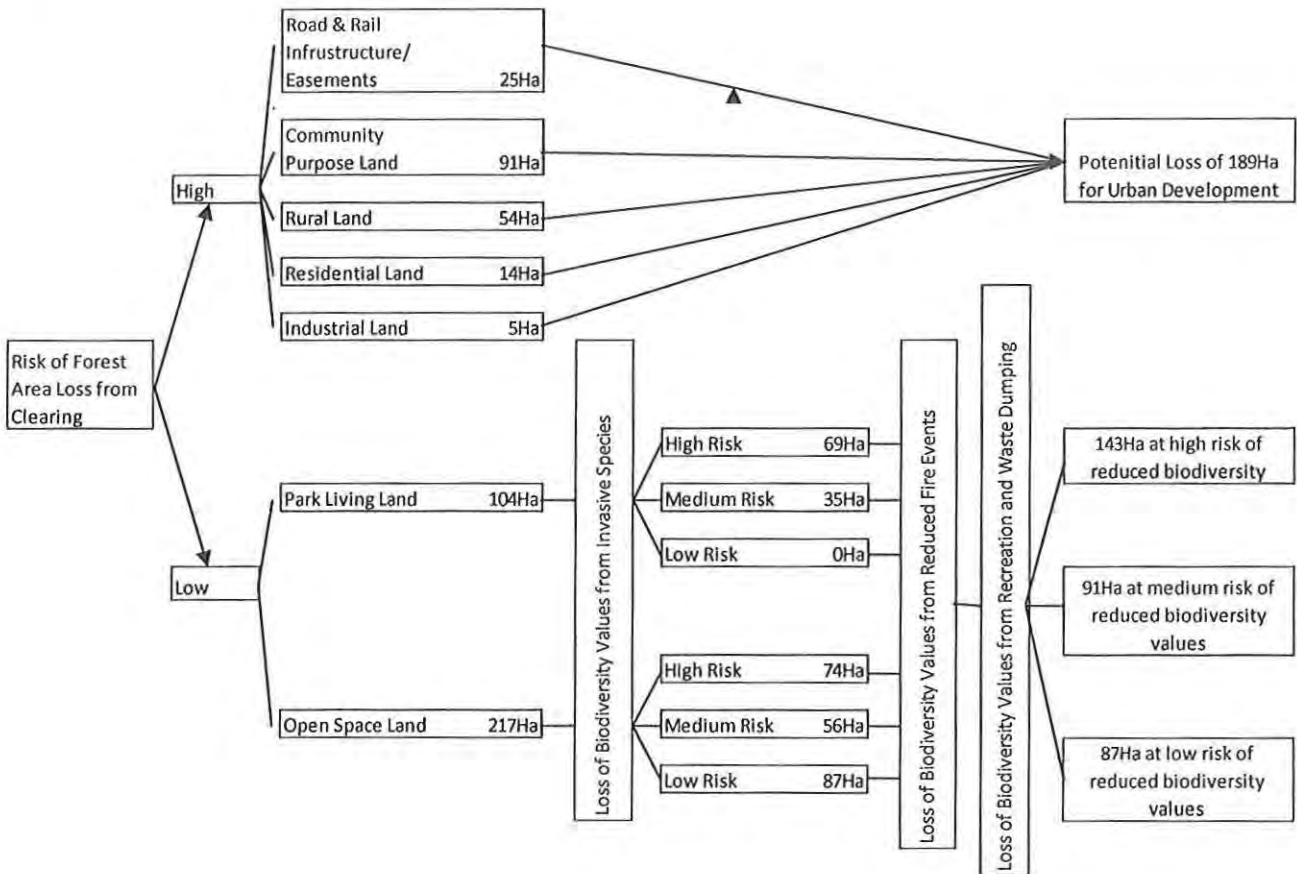 Road & Rail
Infrustructure/
Easements 25Ha
Community
Purpose Land 91Ha
High
Rural Land 54Ha
Residential Land 14Ha
Industrial Land 5Ha
Potenitial Loss of 189Ha
for Urban Development
Risk of Forest
Area Loss from
Clearing
Low
Park Living Land 104Ha
Open Space Land 217Ha
Loss of Biodiversity Values from Invasive Species
High Risk 69Ha
Medium Risk 35Ha
Low Risk 0Ha
High Risk 74Ha
Medium Risk 56Ha
Low Risk 87Ha
Loss of Biodiversity Values from Reduced Fire Events
Loss of Biodiversity Values from Recreation and Waste Dumping
143Ha at high risk of
reduced biodiversity
91Ha at medium risk of
reduced biodiversity
values
87Ha at low risk of
reduced biodiversity
values